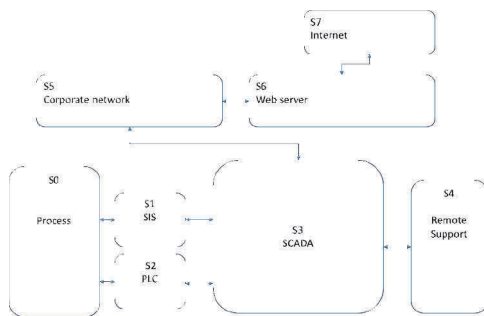 S7
Internet
S5
Corporate network
S6
Web server
S0
Process
S1
SIS
S2
PLC
S3
SCADA
S4
Remote
Support